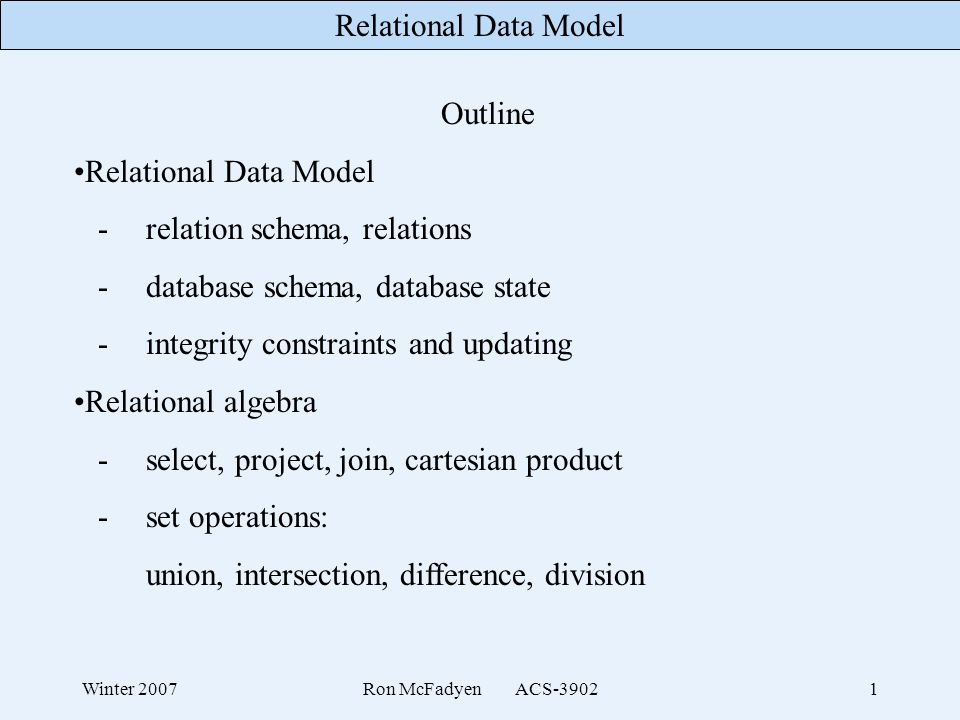 Relational Data Model
Outline
•Relational Data Model
- relation schema, relations
- database schema, database state
- integrity constraints and updating
•Relational algebra
- select, project, join, cartesian product
- set operations:
union, intersection, difference, division
Winter 2007 Ron McFadyen ACS-3902 1